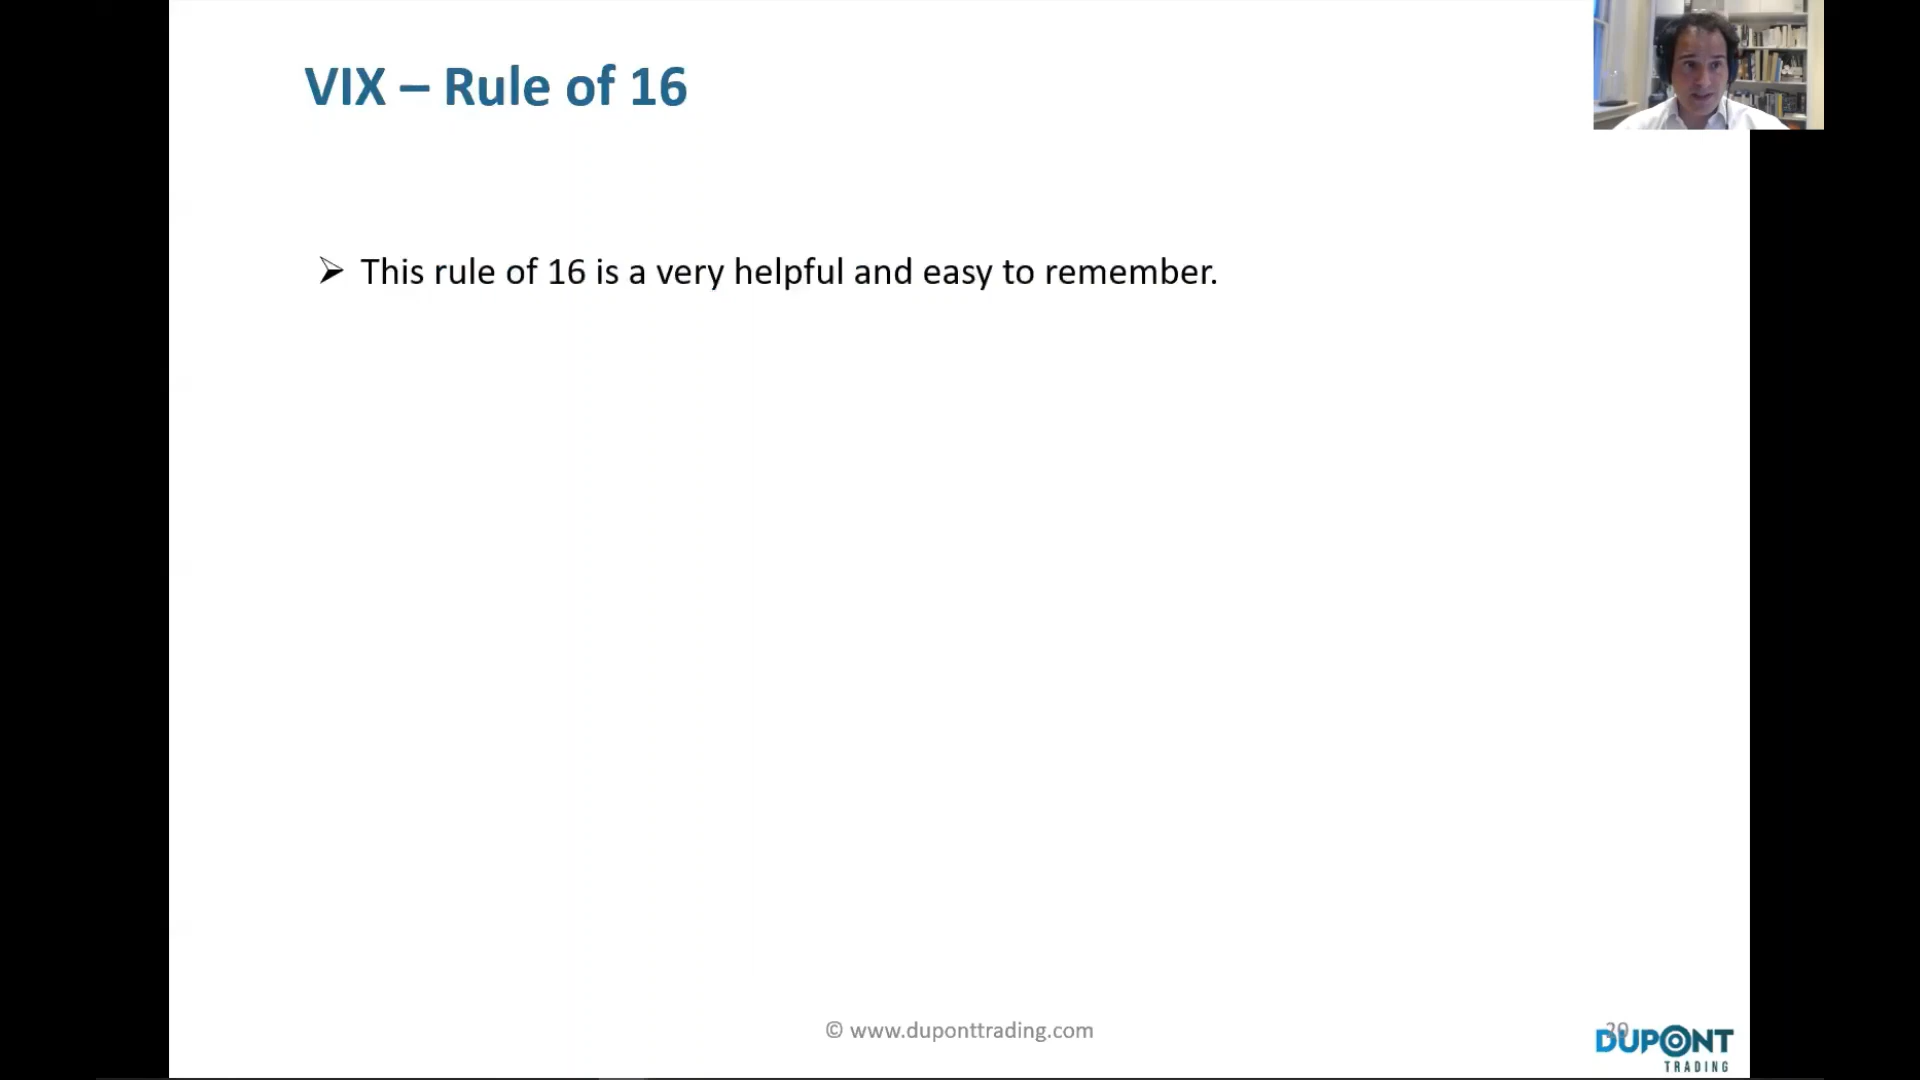 VIX – Rule of 16
➢ This rule of 16 is a very helpful and easy to remember.
© www.duponttrading.com
20
DUPONT
TRADING